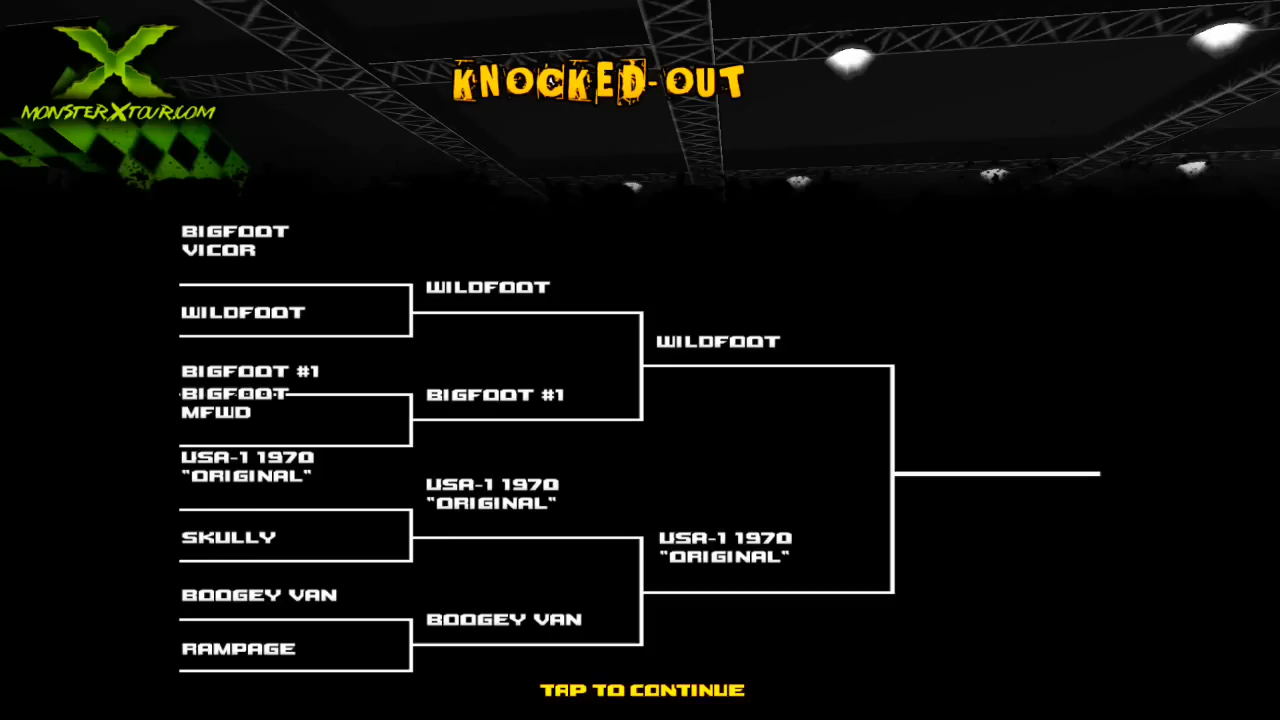 MONSTERXTOUR.COM
KNOCKED-OUT
BIGFOOT
VICOR
WILDFOOT
BIGFOOT #1
BIGFOOT
MFWD
USA-1 1970
"ORIGINAL"
SKULLY
BOOGEY VAN
RAMPAGE
WILDFOOT
BIGFOOT #1
USA-1 1970
"ORIGINAL"
BOOGEY VAN
WILDFOOT
USA-1 1970
"ORIGINAL"
TAP TO CONTINUE